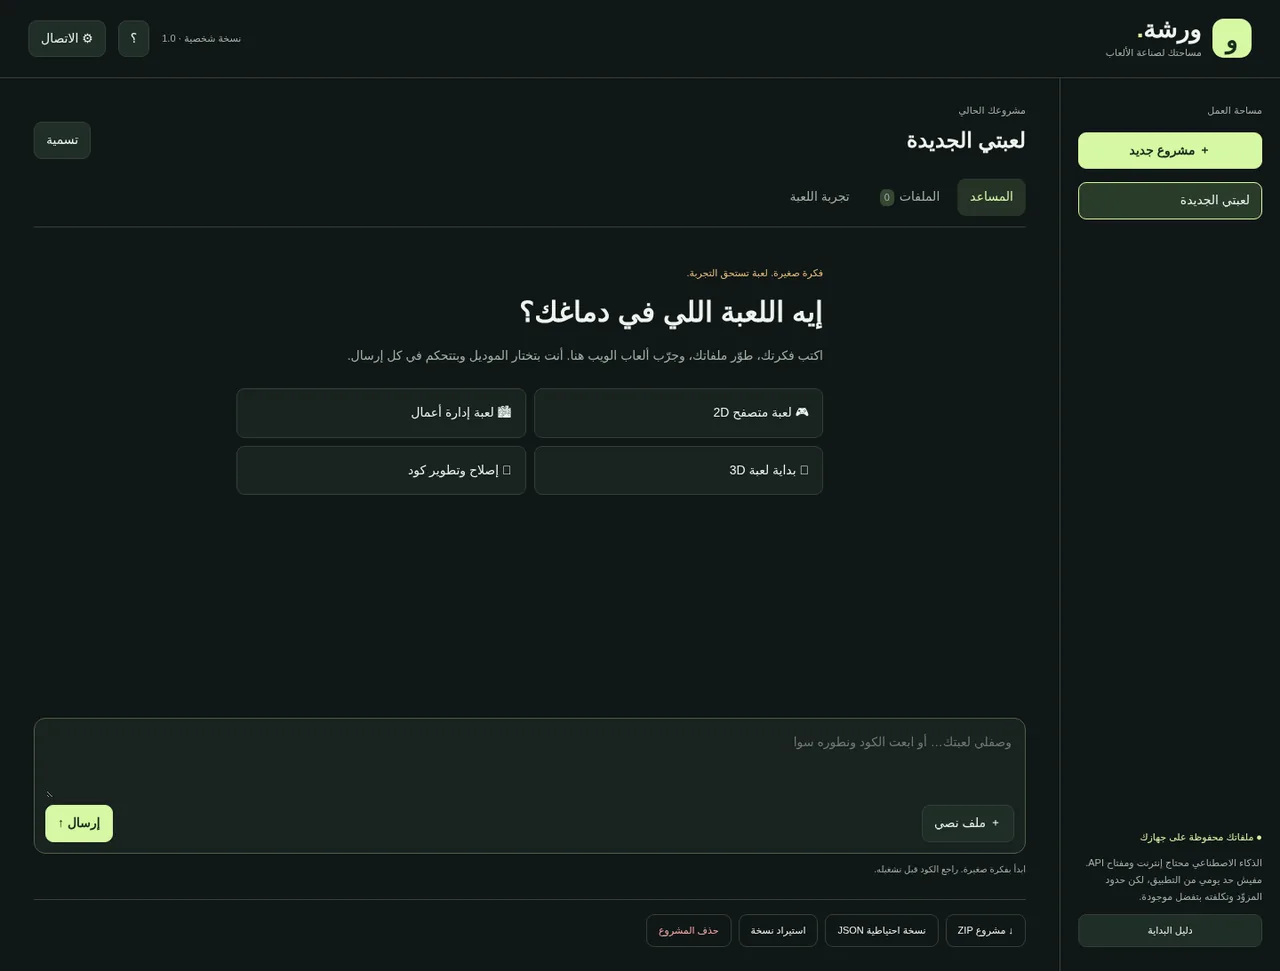 و
ورشة.
مساحتك لصناعة الألعاب
نسخة شخصية · 1.0
؟
⚙ الاتصال
مساحة العمل
+ مشروع جديد
لعبتي الجديدة
● ملفاتك محفوظة على جهازك
الذكاء الاصطناعي محتاج إنترنت ومفتاح API.
مفيش حد يومي من التطبيق، لكن حدود
المزوّد وتكلفته بتفضل موجودة.
دليل البداية
مشروعك الحالي
لعبتي الجديدة
تسمية
المساعد
الملفات 0
تجربة اللعبة
فكرة صغيرة. لعبة تستحق التجربة.
إيه اللعبة اللي في دماغك؟
اكتب فكرتك، طوّر ملفاتك، وجرّب ألعاب الويب هنا. أنت بتختار الموديل وبتتحكم في كل إرسال.
🎮 لعبة متصفح 2D
🏙 لعبة إدارة أعمال
بداية لعبة 3D
إصلاح وتطوير كود
وصفلي لعبتك… أو ابعت الكود ونطوره سوا
+ ملف نصي
إرسال ↑
ابدأ بفكرة صغيرة. راجع الكود قبل تشغيله.
↓ مشروع ZIP
نسخة احتياطية JSON
استيراد نسخة
حذف المشروع